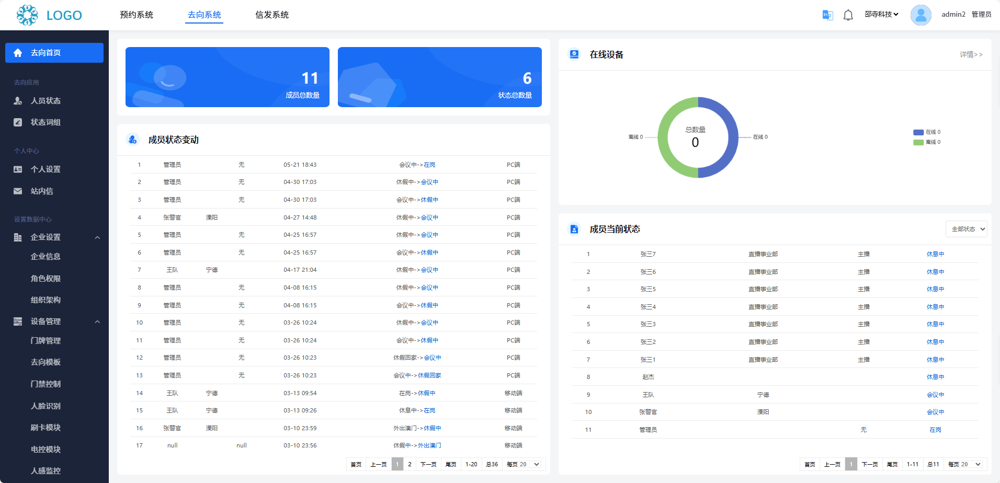 LOGO
预约系统
去向系统
信发系统
邵寺科技
admin2 管理员
去向首页
去向应用
人员状态
状态词组
个人中心
个人设置
站内信
设置数据中心
企业设置
企业信息
角色权限
组织架构
设备管理
门牌管理
去向模板
门禁控制
人脸识别
刷卡模块
电控模块
人感监控
11
成员总数量
6
状态总数量
成员状态变动
1 管理员 无 05-21 18:43 会议中->在岗 PC端
2 管理员 无 04-30 17:03 休假中->会议中 PC端
3 管理员 无 04-30 17:03 会议中->休假中 PC端
4 张警官 溧阳 04-27 14:48 休假中->会议中 PC端
5 管理员 无 04-25 16:57 休假中->会议中 PC端
6 管理员 无 04-25 16:57 会议中->休假中 PC端
7 王队 宁德 04-17 21:04 休假中->会议中 PC端
8 管理员 无 04-08 16:15 休假中->会议中 PC端
9 管理员 无 04-08 16:15 会议中->休假中 PC端
10 管理员 无 03-26 10:24 休假中->会议中 PC端
11 管理员 无 03-26 10:24 会议中->休假中 PC端
12 管理员 无 03-26 10:23 休假回家->会议中 PC端
13 管理员 无 03-26 10:23 会议中->休假回家 PC端
14 王队 宁德 03-13 09:54 在岗->休假中 移动端
15 王队 宁德 03-13 09:26 休息中->在岗 移动端
16 张警官 溧阳 03-10 23:59 外出澳门->休假中 移动端
17 null null 03-10 23:56 休假中->外出澳门 移动端
首页 上一页 1 2 下一页 尾页 1-20 总36 每页 20
在线设备
详情>>
总数量
0
离线 0
在线 0
在线 0
离线 0
成员当前状态
全部状态
1 张三7 直播事业部 主播 休息中
2 张三6 直播事业部 主播 休息中
3 张三5 直播事业部 主播 休息中
4 张三4 直播事业部 主播 休息中
5 张三3 直播事业部 主播 休息中
6 张三2 直播事业部 主播 休息中
7 张三1 直播事业部 主播 休息中
8 赵杰 休息中
9 王队 宁德 会议中
10 张警官 溧阳 会议中
11 管理员 无 在岗
首页 上一页 1 下一页 尾页 1-11 总11 每页 20